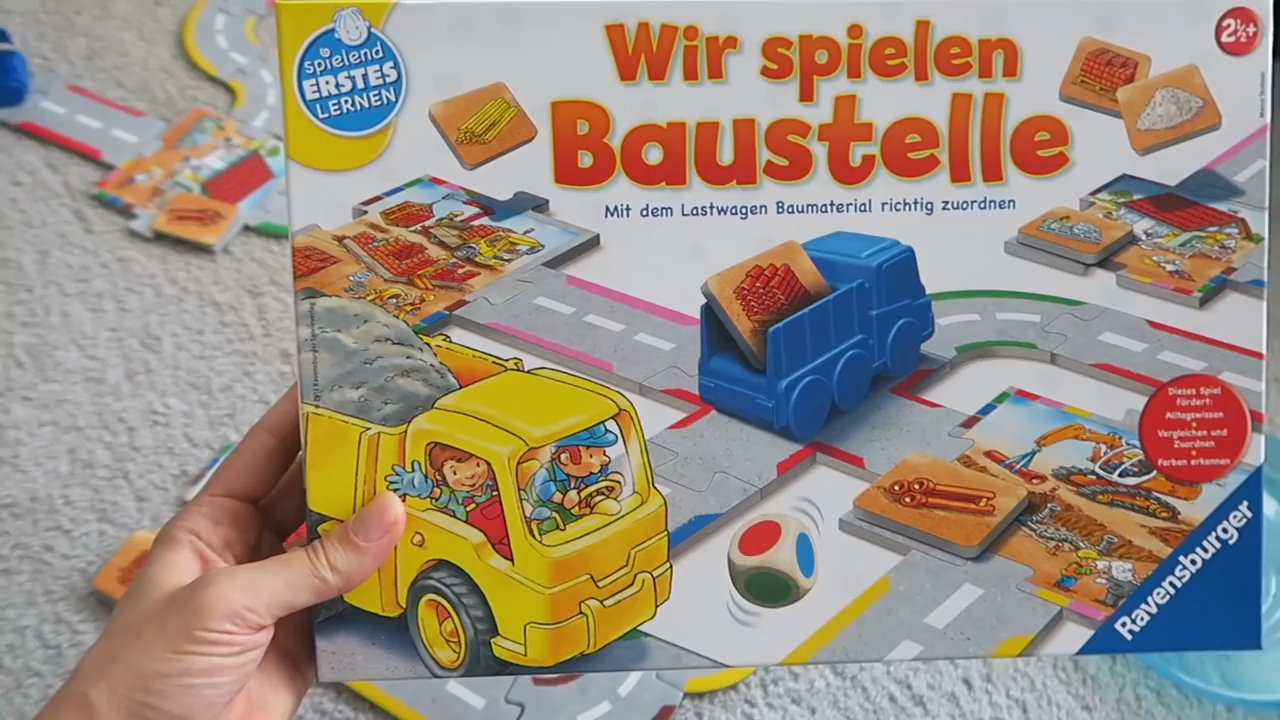 spielend
ERSTES
LERNEN
Wir spielen
Baustelle
Mit dem Lastwagen Baumaterial richtig zuordnen
2½+
Dieses Spiel
fördert:
Alltagswissen
Vergleichen und
Zuordnen
Farben erkennen
Ravensburger